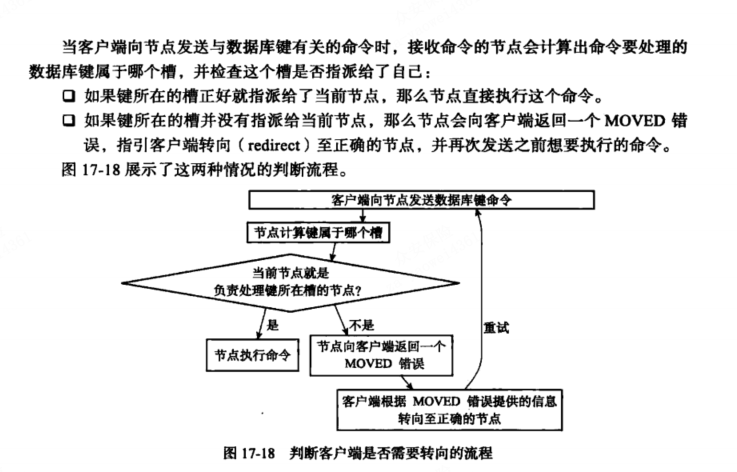 当客户端向节点发送与数据库键有关的命令时，接收命令的节点会计算出命令要处理的
数据库键属于哪个槽，并检查这个槽是否指派给了自己：
❑ 如果键所在的槽正好就指派给了当前节点，那么节点直接执行这个命令。
❑ 如果键所在的槽并没有指派给当前节点，那么节点会向客户端返回一个 MOVED 错
误，指引客户端转向（redirect）至正确的节点，并再次发送之前想要执行的命令。
图 17-18 展示了这两种情况的判断流程。
客户端向节点发送数据库键命令
节点计算键属于哪个槽
当前节点就是
负责处理键所在槽的节点?
是
不是
重试
节点执行命令
节点向客户端返回一个
MOVED 错误
客户端根据 MOVED 错误提供的信息
转向至正确的节点
图 17-18 判断客户端是否需要转向的流程